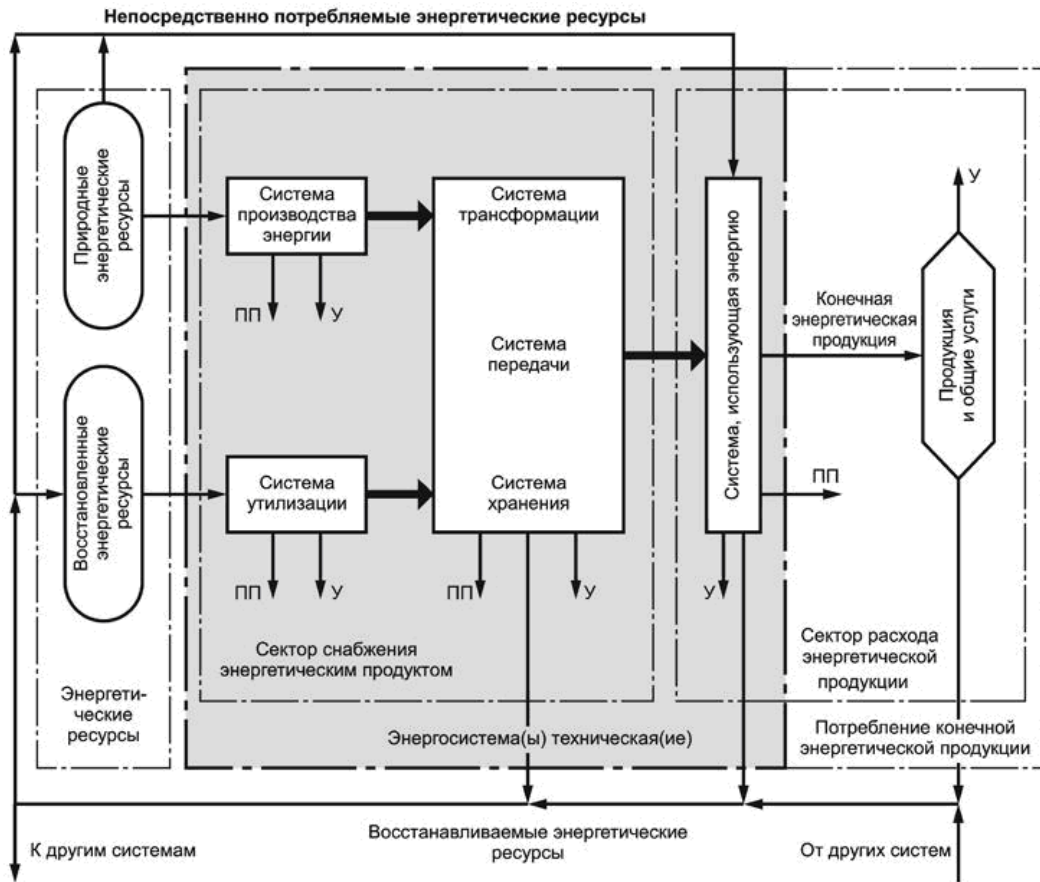 Непосредственно потребляемые энергетические ресурсы
Природные
энергетические
ресурсы
Система
производства
энергии
ПП
У
Система
трансформации
Система
передачи
Система
хранения
Система, использующая энергию
Конечная
энергетическая
продукция
У
Продукция
и общие услуги
Восстановленные
энергетические
ресурсы
Система
утилизации
ПП
У
ПП
У
У
ПП
Сектор снабжения
энергетическим продуктом
Сектор расхода
энергетической
продукции
Энергети-
ческие
ресурсы
Энергосистема(ы) техническая(ие)
Потребление конечной
энергетической продукции
Восстанавливаемые энергетические
ресурсы
К другим системам
От других систем